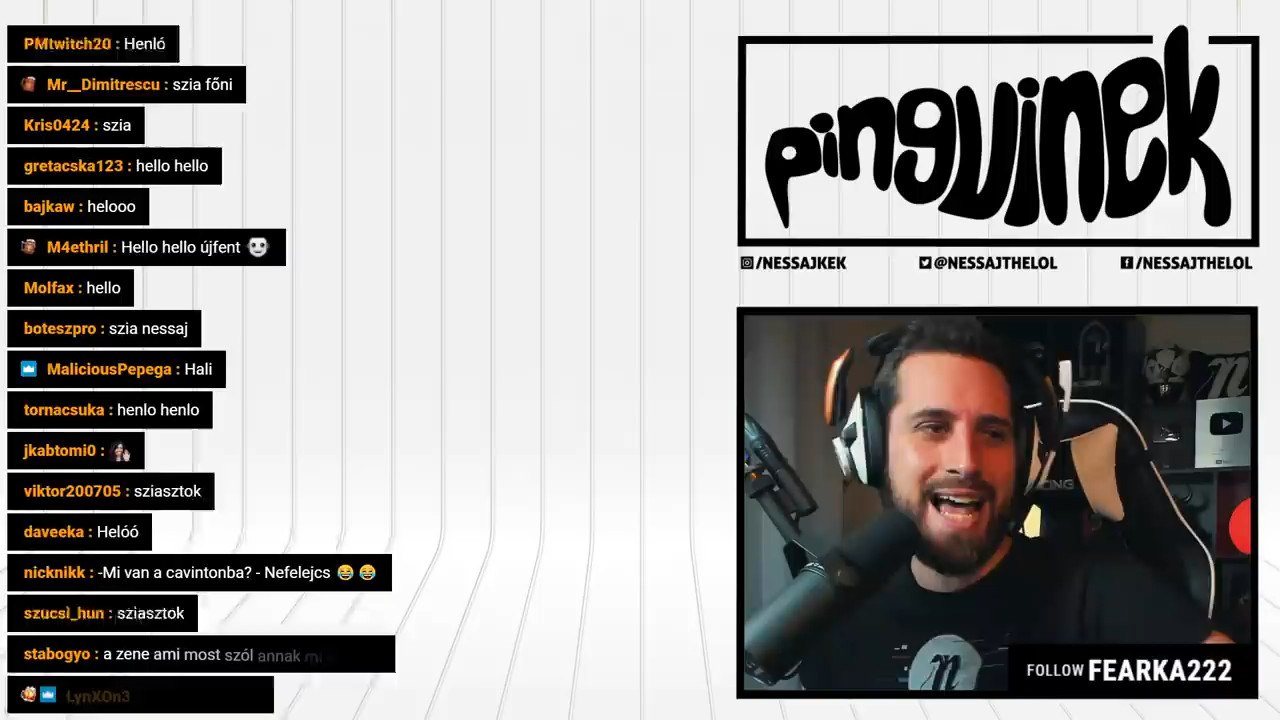 PMtwitch20 : Henló
Mr__Dimitrescu : szia főni
Kris0424 : szia
gretacska123 : hello hello
bajkaw : helooo
M4ethril : Hello hello újfent
Molfax : hello
boteszpro : szia nessaj
MaliciousPepega : Hali
tornacsuka : henlo henlo
jkabtomi0 :
viktor200705 : sziasztok
daveeka : Helóó
nicknikk : -Mi van a cavintonba? - Nefelejcs 😂 😂
szucsi_hun : sziasztok
stabogyo : a zene ami most szól annak mi
LynXOn3
pinguinek
/NESSAJKEK
@NESSAJTHELOL
/NESSAJTHELOL
FOLLOW FEARKA222